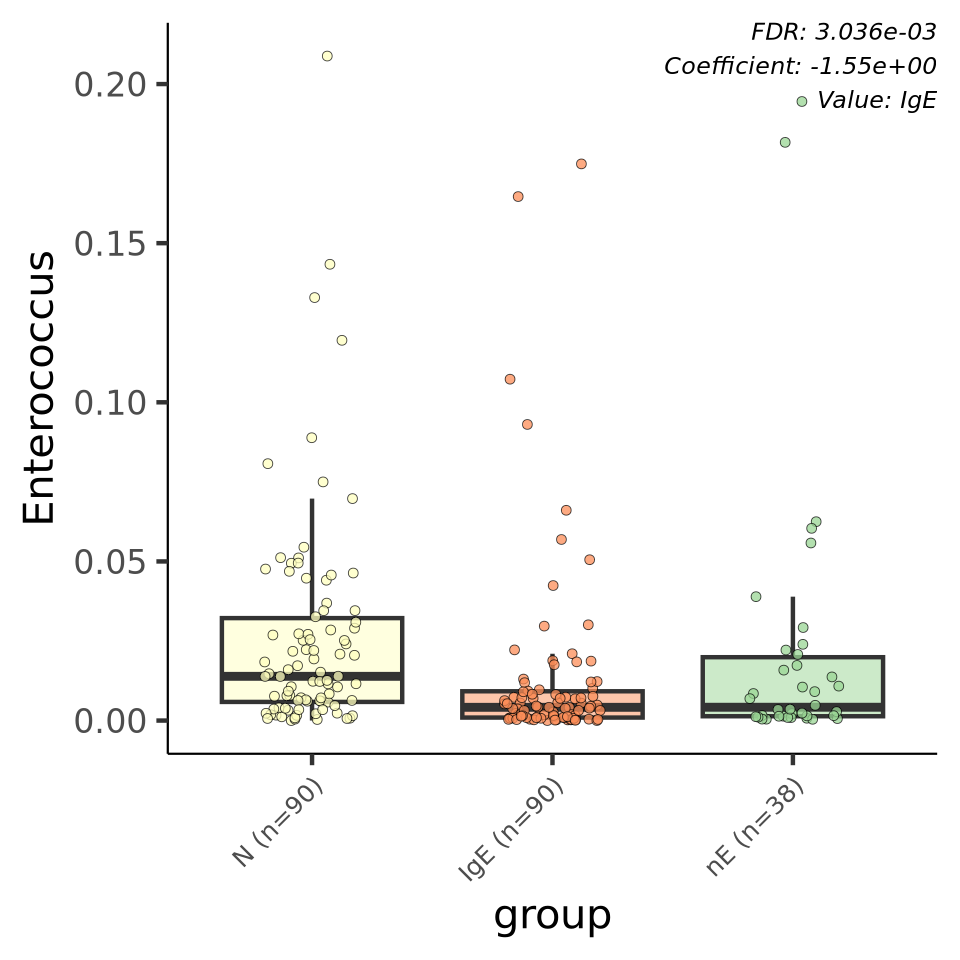 FDR: 3.036e-03
Coefficient: -1.55e+00
Value: IgE
Enterococcus
0.20
0.15
0.10
0.05
0.00
N (n=90)
IgE (n=90)
nE (n=38)
group